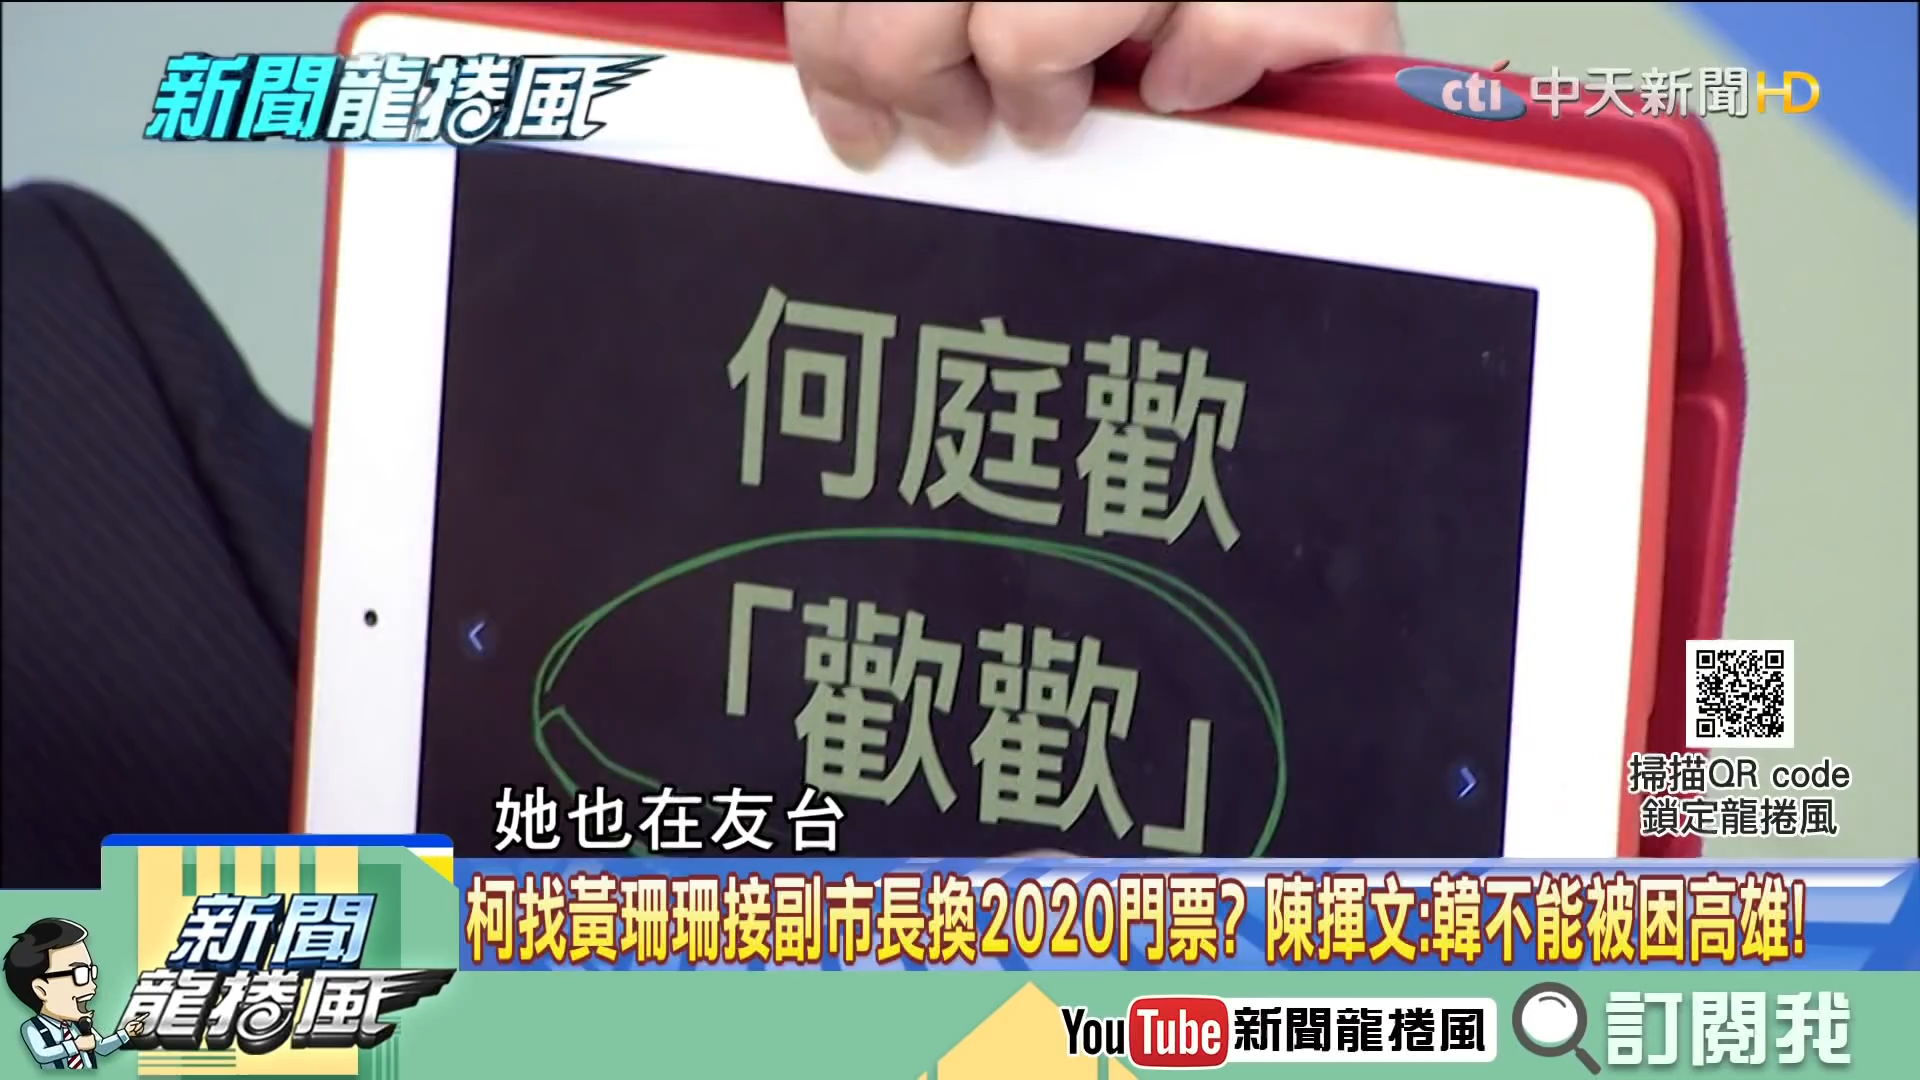 新聞龍捲風
cti 中天新聞HD
何庭歡
「歡歡」
掃描QR code
鎖定龍捲風
她也在友台
柯找黃珊珊接副市長換2020門票? 陳揮文:韓不能被困高雄!
新聞
龍捲風
YouTube 新聞龍捲風
訂閱我